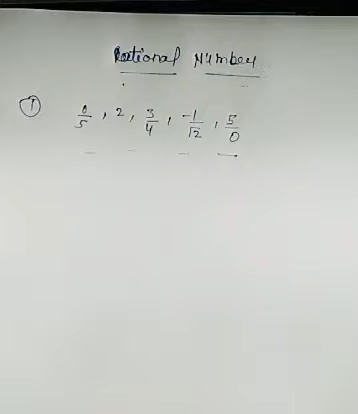 Rational Number
① 0/5, 2, 3/4, -1/√2, 5/0